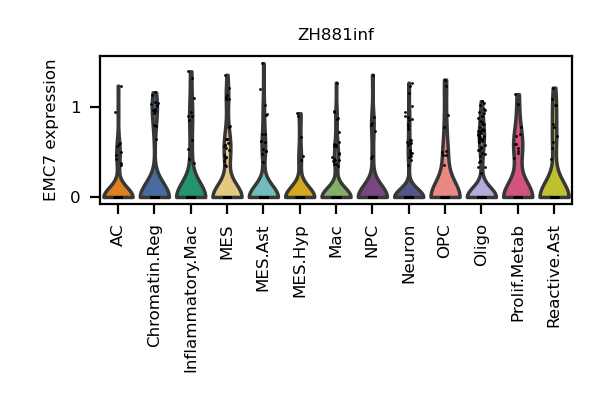 ZH881inf
EMC7 expression
1
0
AC
Chromatin.Reg
Inflammatory.Mac
MES
MES.Ast
MES.Hyp
Mac
NPC
Neuron
OPC
Oligo
Prolif.Metab
Reactive.Ast